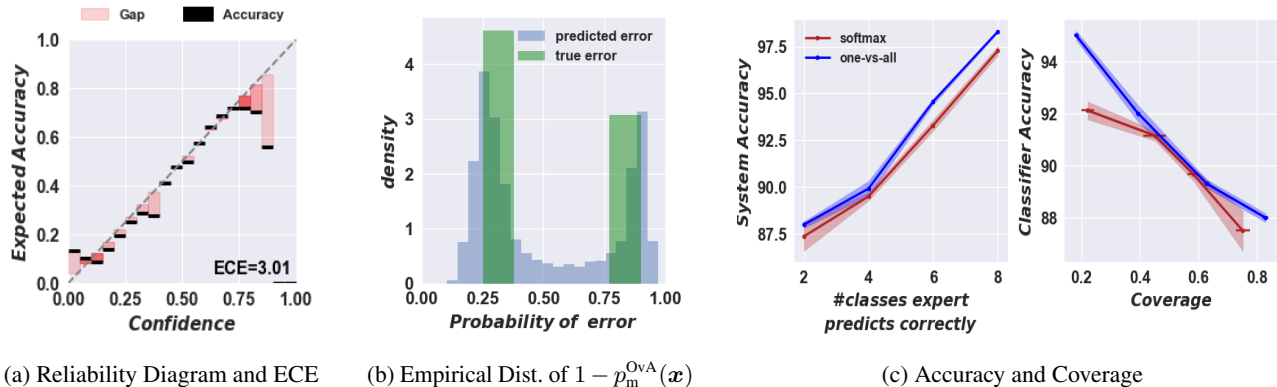 Gap
Accuracy
Expected Accuracy
1.0
0.8
0.6
0.4
0.2
0.0
ECE=3.01
0.00 0.25 0.50 0.75 1.00
Confidence
(a) Reliability Diagram and ECE
predicted error
true error
density
4
3
2
1
0
0.00 0.25 0.50 0.75 1.00
Probability of error
(b) Empirical Dist. of 1 − p_m^OvA(x)
softmax
one-vs-all
System Accuracy
97.5
95.0
92.5
90.0
87.5
2 4 6 8
#classes expert
predicts correctly
Classifier Accuracy
94
92
90
88
0.2 0.4 0.6 0.8
Coverage
(c) Accuracy and Coverage